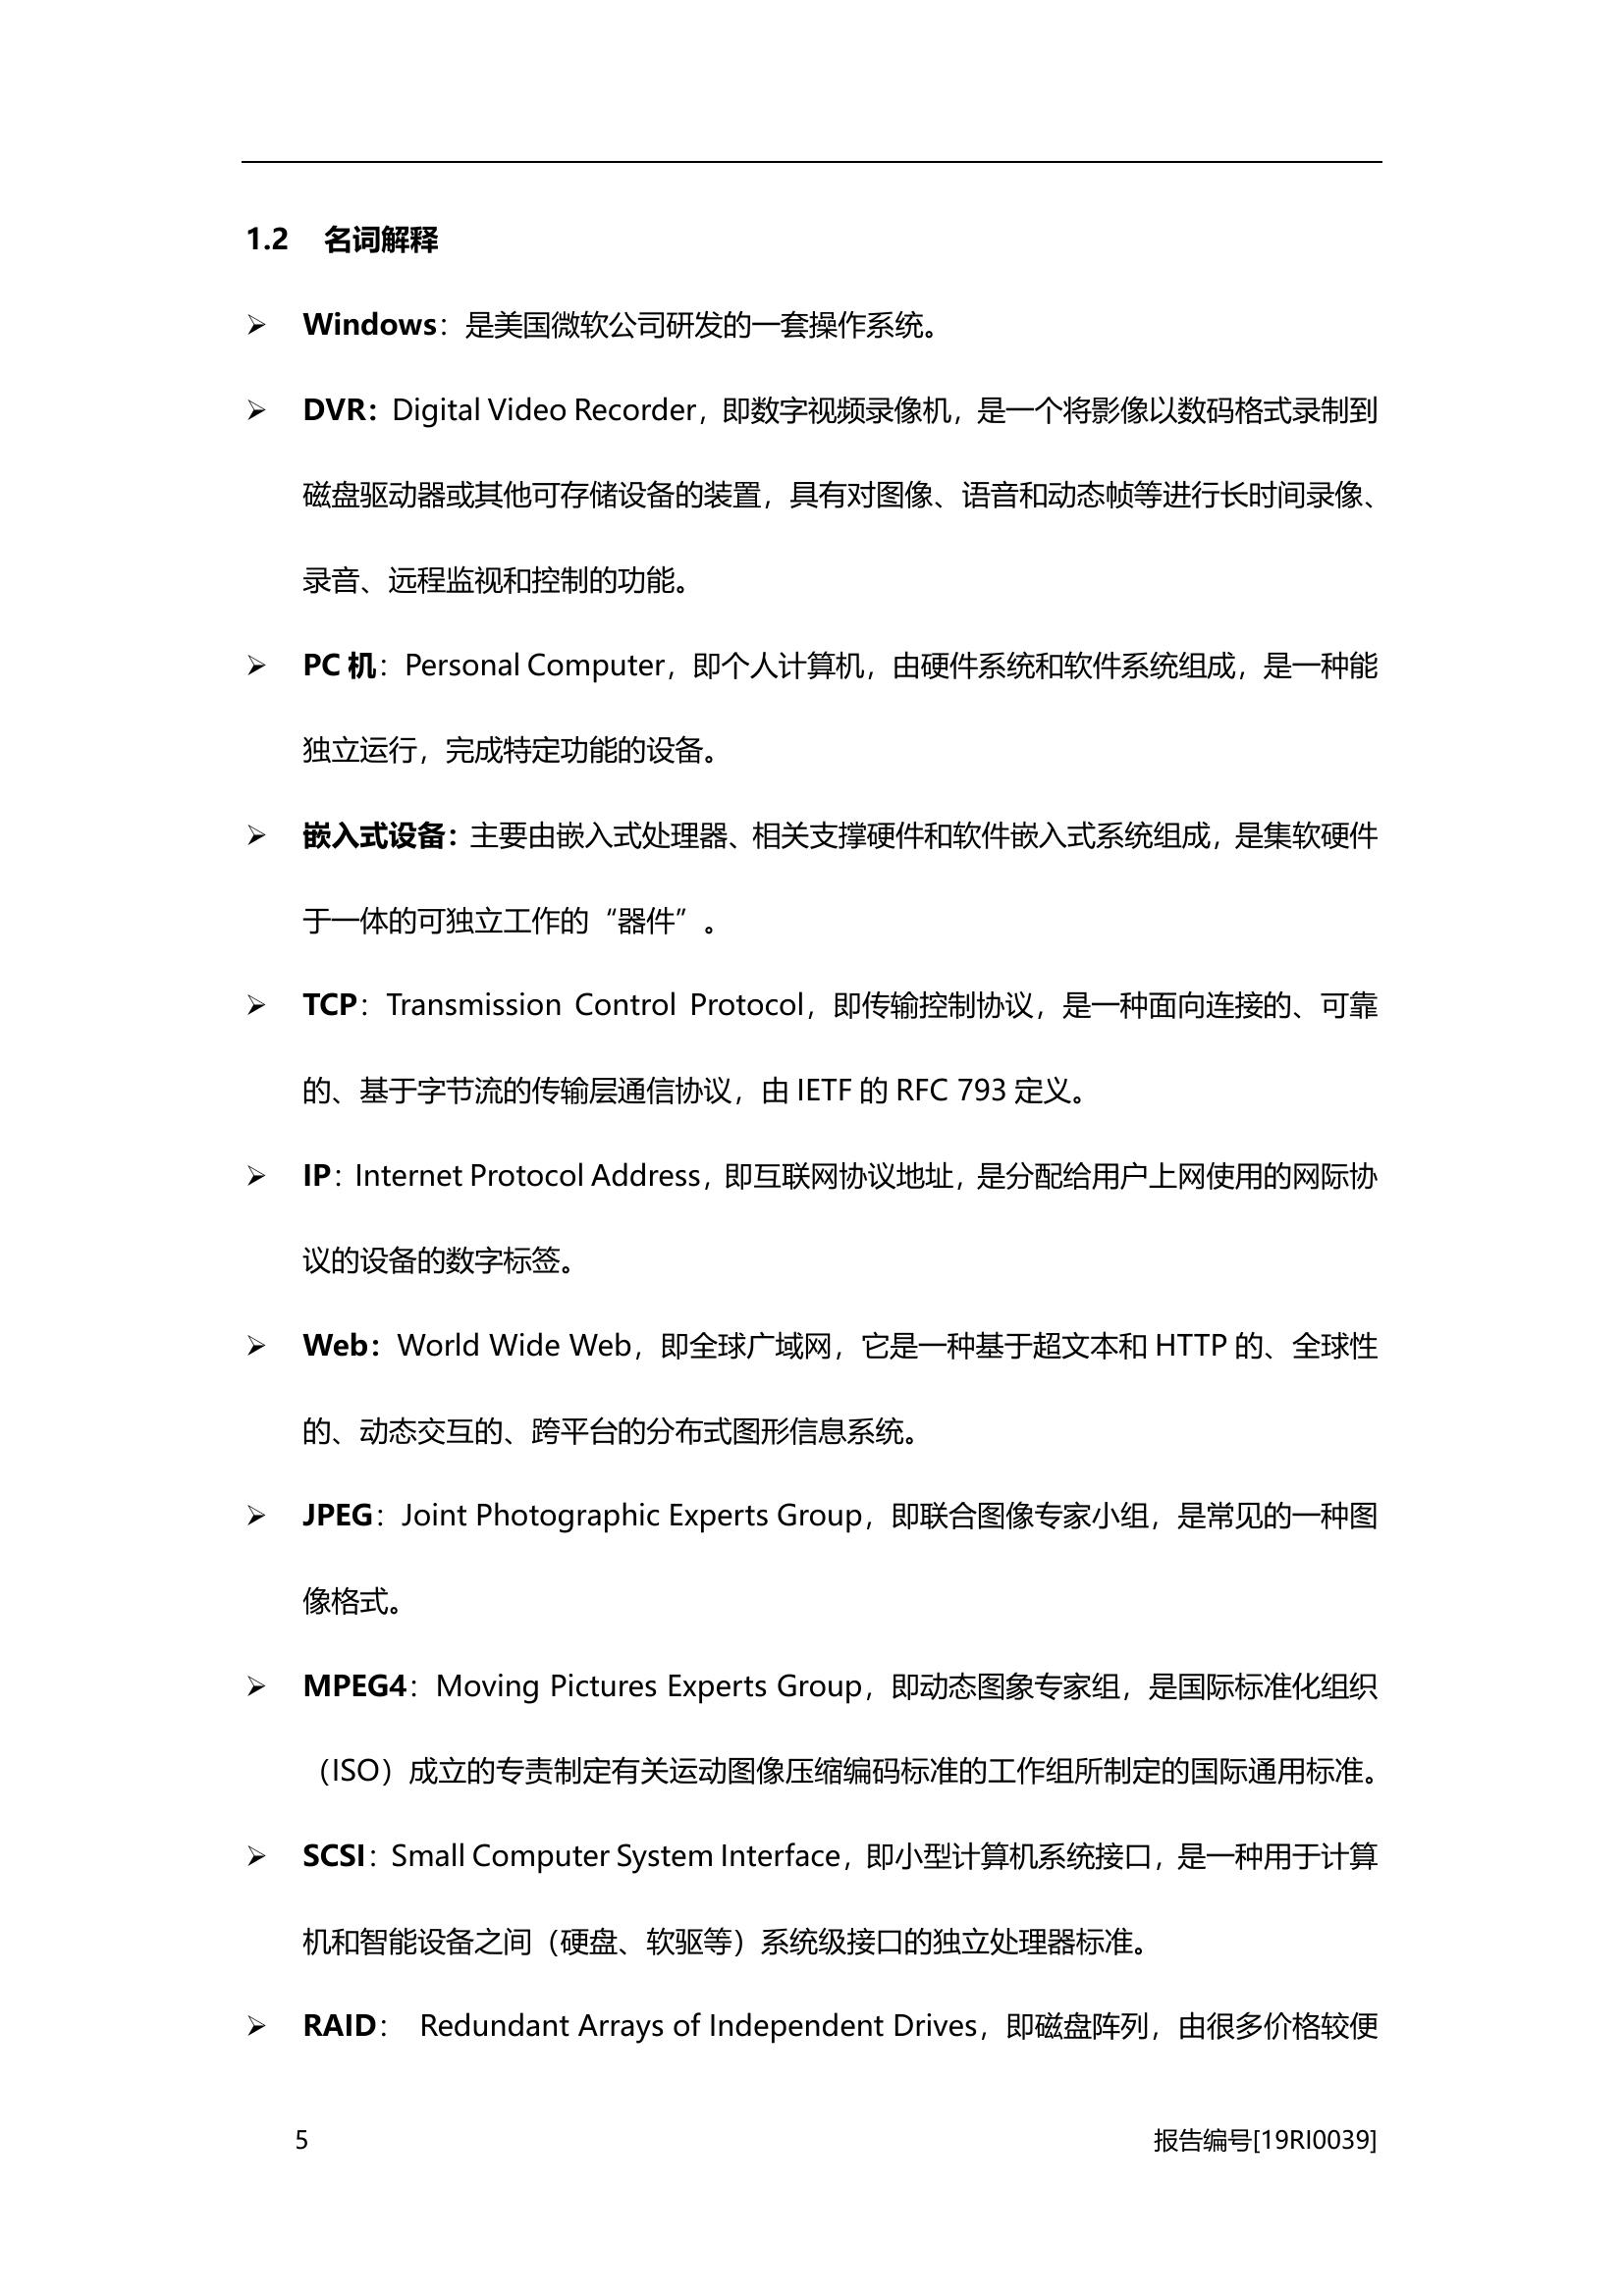 1.2 名词解释
➢ Windows：是美国微软公司研发的一套操作系统。
➢ DVR：Digital Video Recorder，即数字视频录像机，是一个将影像以数码格式录制到
磁盘驱动器或其他可存储设备的装置，具有对图像、语音和动态帧等进行长时间录像、
录音、远程监视和控制的功能。
➢ PC 机：Personal Computer，即个人计算机，由硬件系统和软件系统组成，是一种能
独立运行，完成特定功能的设备。
➢ 嵌入式设备：主要由嵌入式处理器、相关支撑硬件和软件嵌入式系统组成，是集软硬件
于一体的可独立工作的“器件”。
➢ TCP：Transmission Control Protocol，即传输控制协议，是一种面向连接的、可靠
的、基于字节流的传输层通信协议，由 IETF 的 RFC 793 定义。
➢ IP：Internet Protocol Address，即互联网协议地址，是分配给用户上网使用的网际协
议的设备的数字标签。
➢ Web：World Wide Web，即全球广域网，它是一种基于超文本和 HTTP 的、全球性
的、动态交互的、跨平台的分布式图形信息系统。
➢ JPEG：Joint Photographic Experts Group，即联合图像专家小组，是常见的一种图
像格式。
➢ MPEG4：Moving Pictures Experts Group，即动态图象专家组，是国际标准化组织
（ISO）成立的专责制定有关运动图像压缩编码标准的工作组所制定的国际通用标准。
➢ SCSI：Small Computer System Interface，即小型计算机系统接口，是一种用于计算
机和智能设备之间（硬盘、软驱等）系统级接口的独立处理器标准。
➢ RAID： Redundant Arrays of Independent Drives，即磁盘阵列，由很多价格较便
5 报告编号[19RI0039]